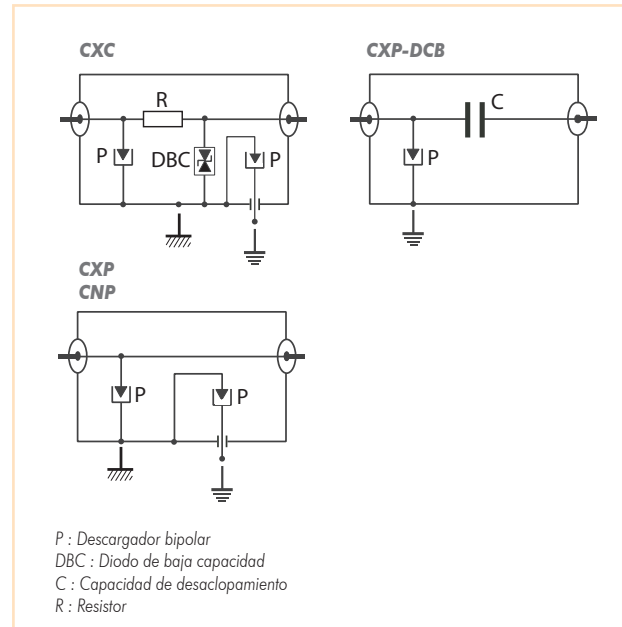 CXC
R
P
DBC
P
CXP-DCB
C
P
CXP
CNP
P
P
P : Descargador bipolar
DBC : Diodo de baja capacidad
C : Capacidad de desaclopamiento
R : Resistor